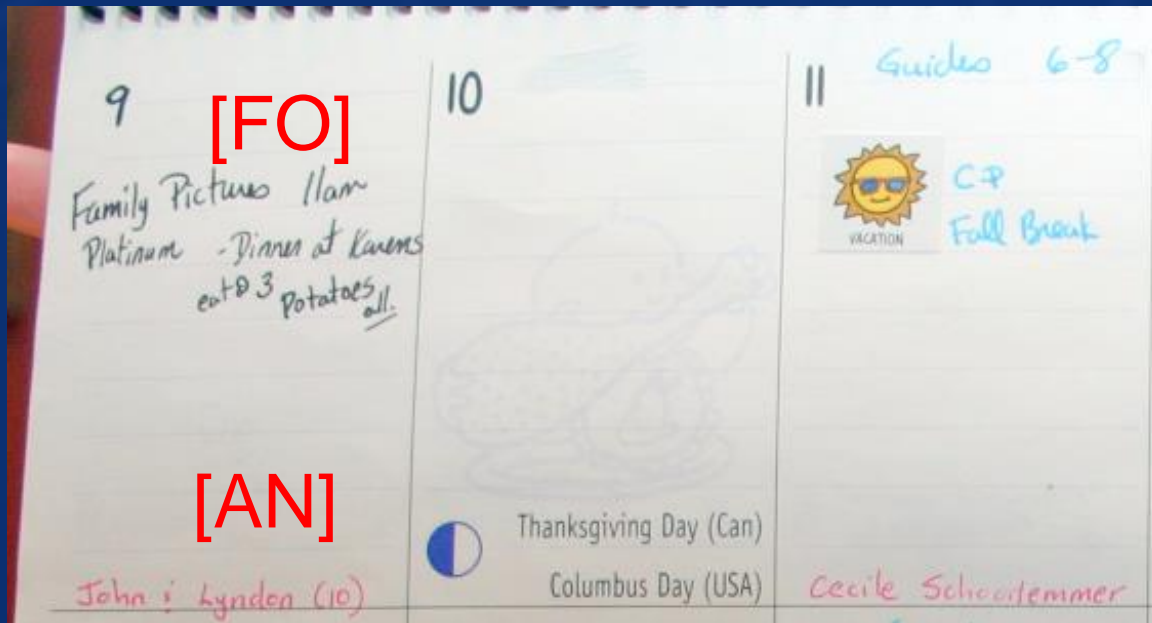 9
[FO]
Family Pictures 11am
Platinum - Dinner at Karens
eat @ 3 Potatoes
all.
[AN]
John & Lyndon (10)
10
Thanksgiving Day (Can)
Columbus Day (USA)
11
Guides 6-8
VACATION
CP
Fall Break
Cecile